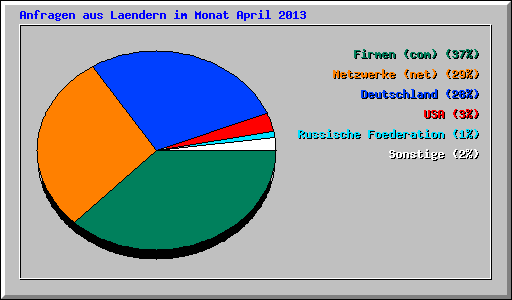 Anfragen aus Laendern im Monat April 2013
Firmen (com) (37%)
Netzwerke (net) (29%)
Deutschland (28%)
USA (3%)
Russische Foederation (1%)
Sonstige (2%)